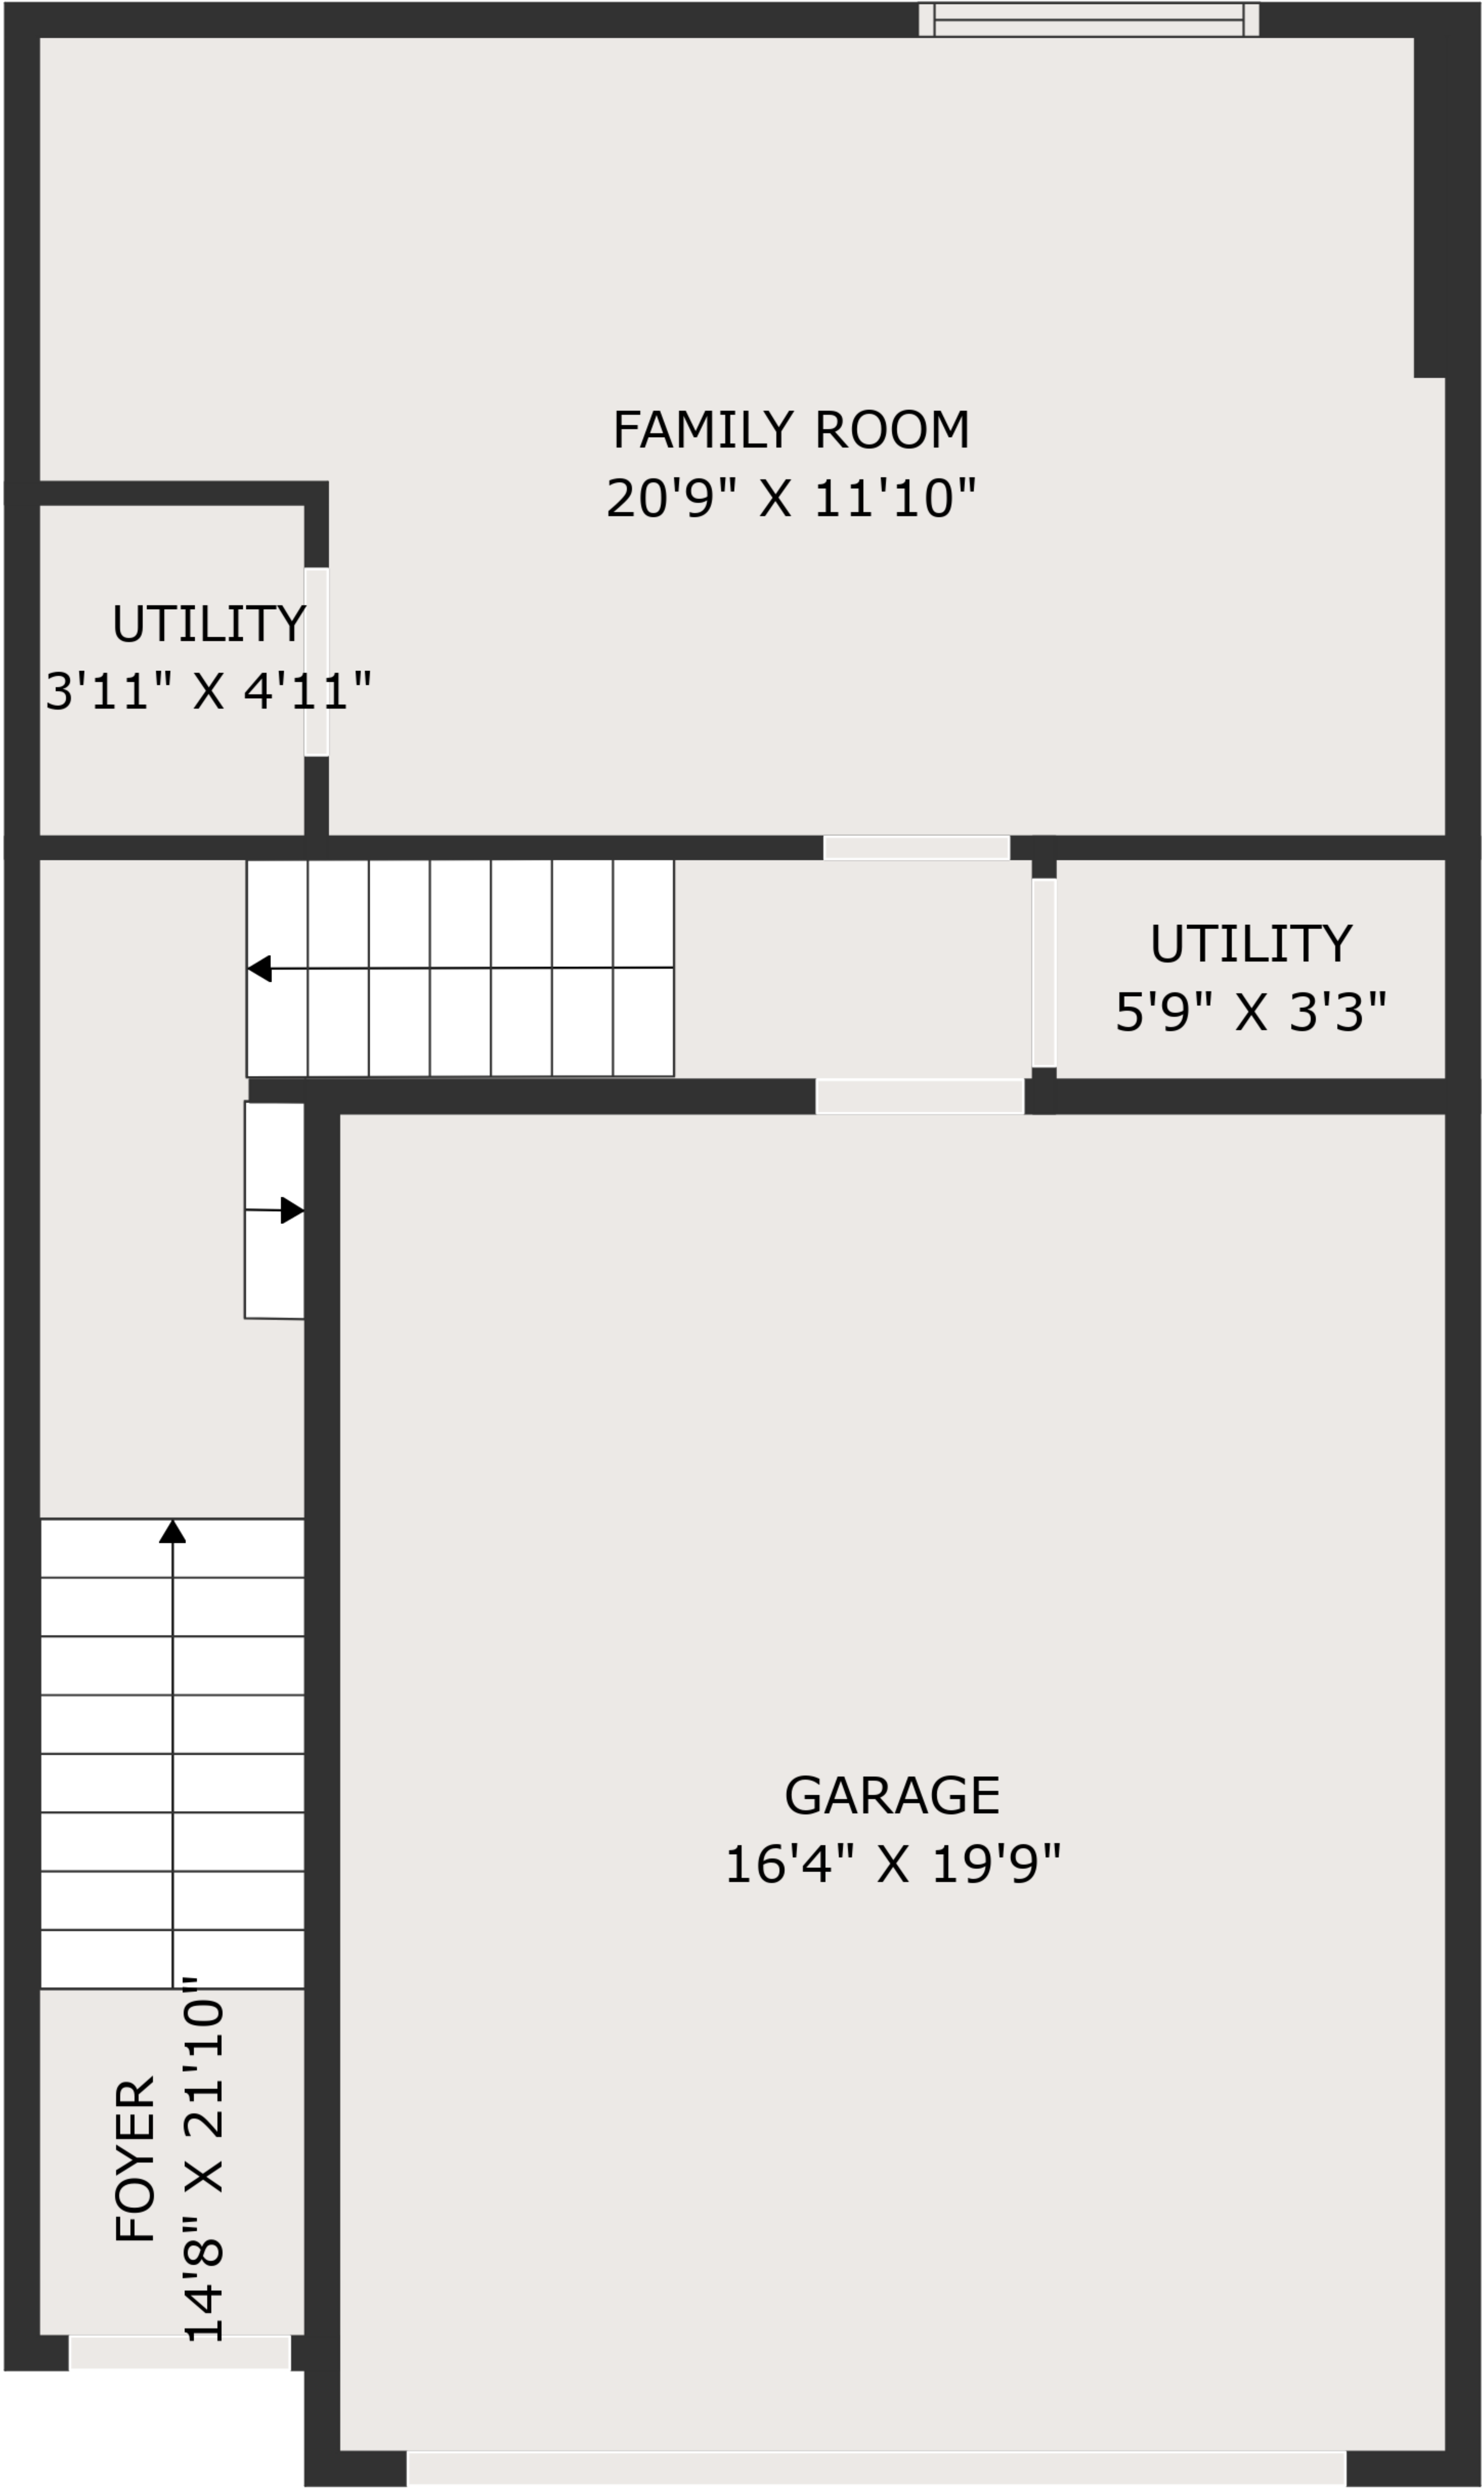 FAMILY ROOM
20'9" X 11'10"
UTILITY
3'11" X 4'11"
UTILITY
5'9" X 3'3"
GARAGE
16'4" X 19'9"
FOYER
14'8" X 21'10"